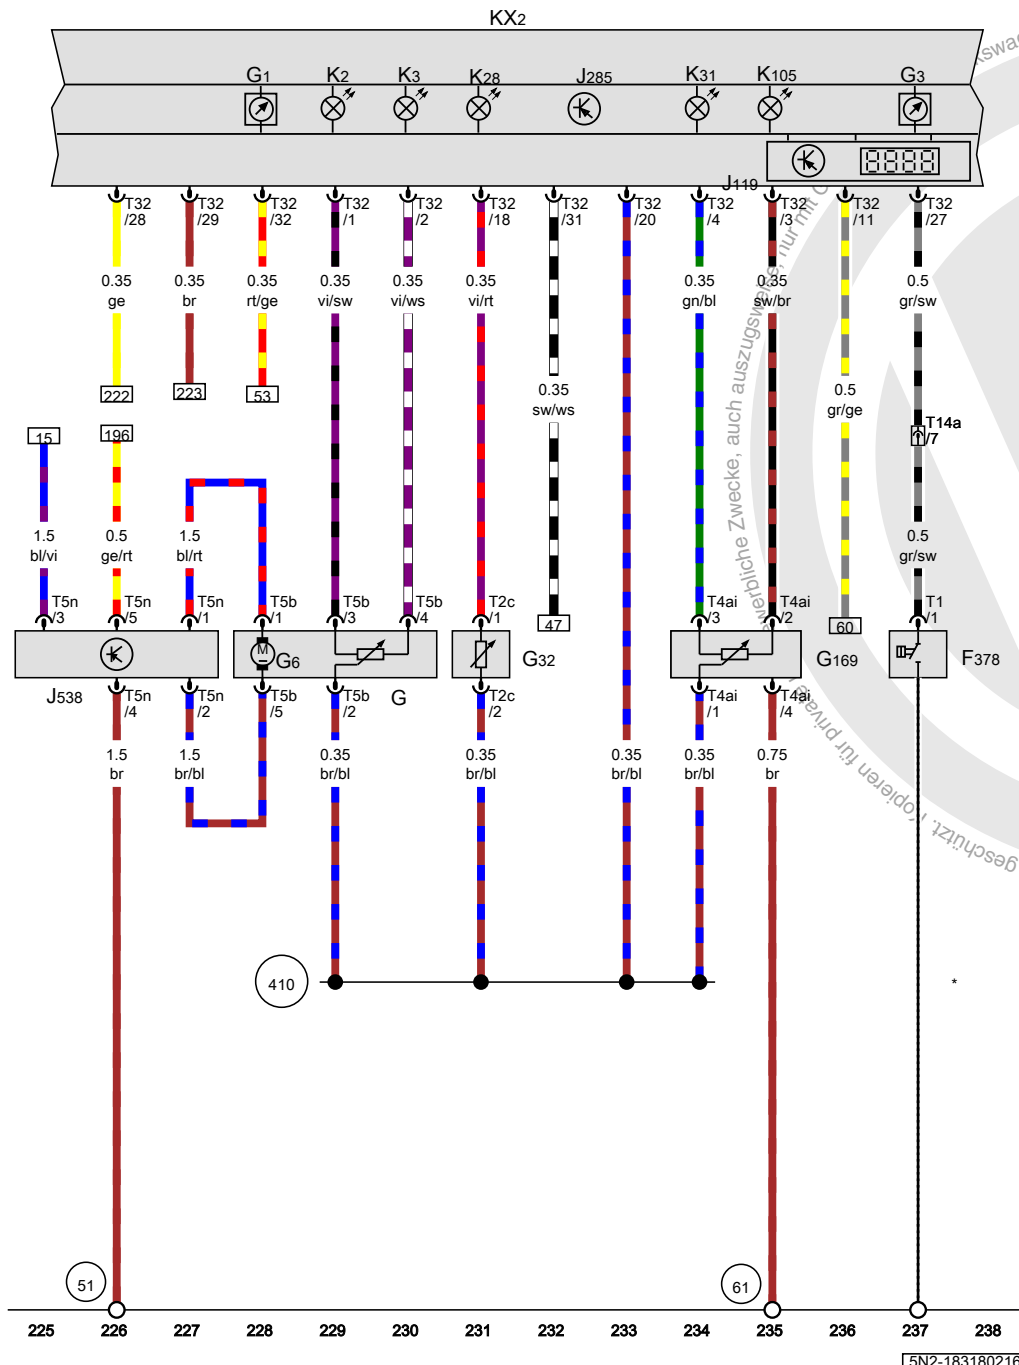 KX2
G1 K2 K3 K28 J285 K31 K105 G3
J119
T32 /28 T32 /29 T32 /32 T32 /1 T32 /2 T32 /18 T32 /31 T32 /20 T32 /4 T32 /3 T32 /11 T32 /27
0.35 0.35 0.35 0.35 0.35 0.35 0.35 0.35 0.5
ge br rt/ge vi/sw vi/ws vi/rt gn/bl sw/br gr/sw
222 223 53
0.35 0.5
sw/ws gr/ge
15 196
T14a /7
1.5 0.5 1.5 0.5
bl/vi ge/rt bl/rt gr/sw
T5n /3 T5n /5 T5n /1 T5b /1 T5b /3 T5b /4 T2c /1 T4ai /3 T4ai /2 T1 /1
47 60
M
J538 G6 G G32 G169 F378
T5n /4 T5n /2 T5b /5 T5b /2 T2c /2 T4ai /1 T4ai /4
1.5 1.5 0.35 0.35 0.35 0.35 0.75
br br/bl br/bl br/bl br/bl br/bl br
410
*
51 61
225 226 227 228 229 230 231 232 233 234 235 236 237 238
5N2-183180216
nur mit
Zwecke, auch auszugsweise,
geschützt. Kopieren für private